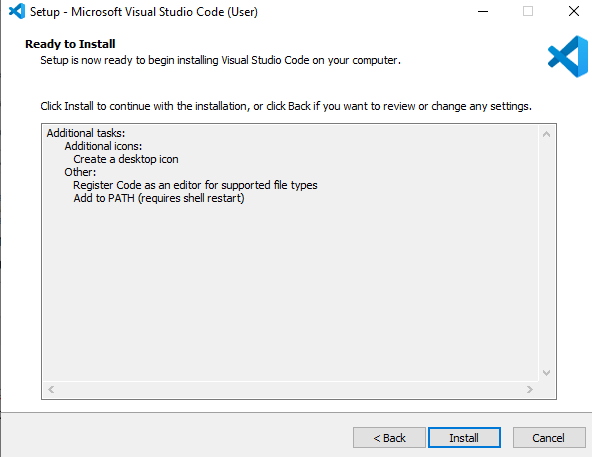 Setup - Microsoft Visual Studio Code (User)
Ready to Install
Setup is now ready to begin installing Visual Studio Code on your computer.
Click Install to continue with the installation, or click Back if you want to review or change any settings.
Additional tasks:
Additional icons:
Create a desktop icon
Other:
Register Code as an editor for supported file types
Add to PATH (requires shell restart)
< Back
Install
Cancel